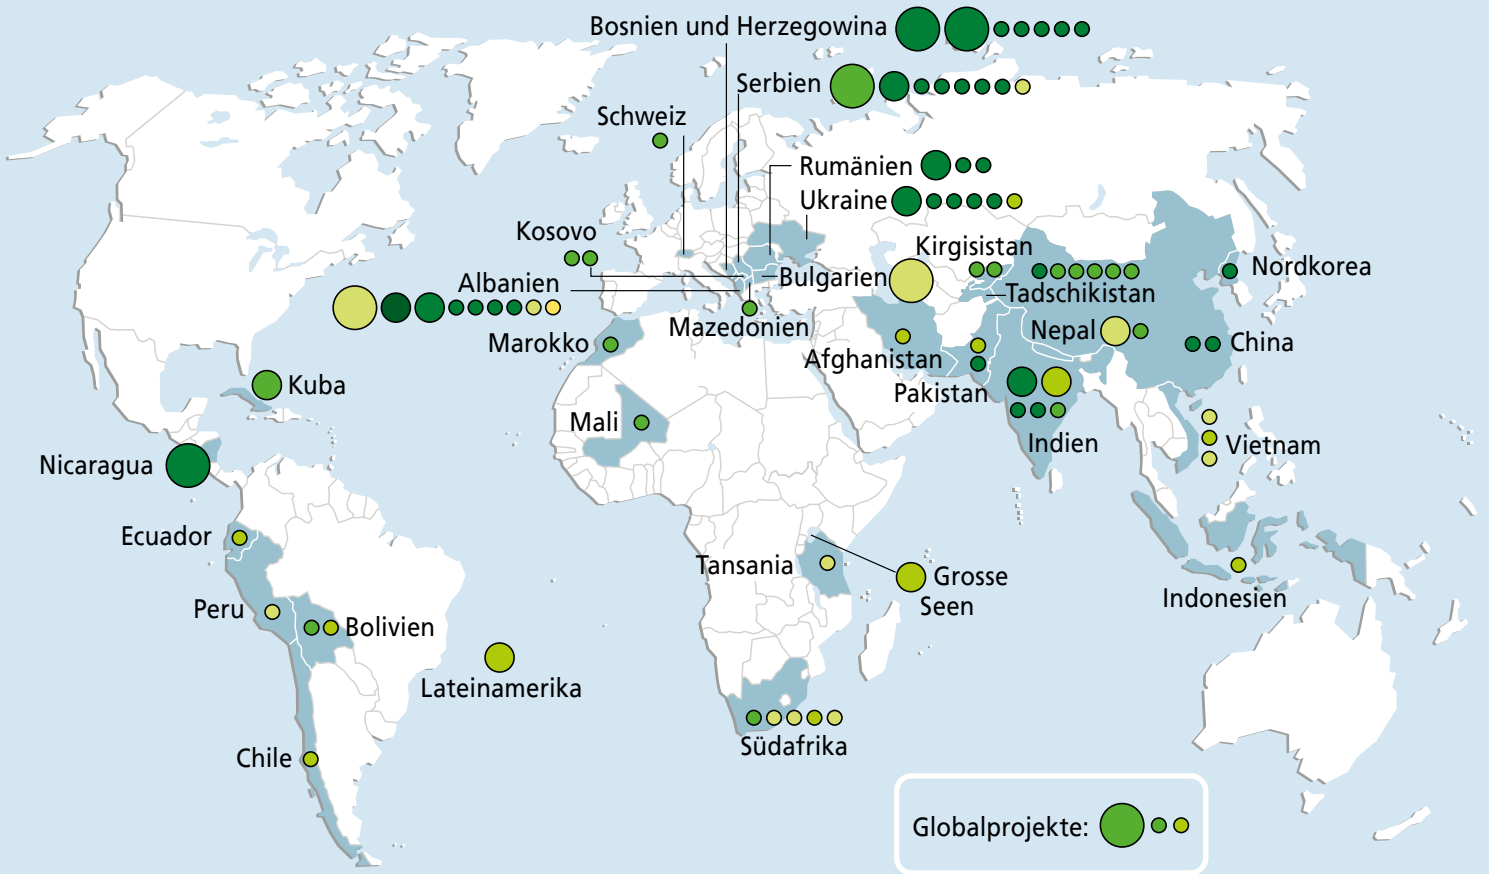 Bosnien und Herzegowina
Serbien
Schweiz
Rumänien
Ukraine
Kosovo
Kirgisistan
Albanien
Bulgarien
Nordkorea
Tadschikistan
Mazedonien
Nepal
Marokko
China
Afghanistan
Kuba
Pakistan
Mali
Indien
Vietnam
Nicaragua
Ecuador
Tansania
Grosse
Seen
Indonesien
Peru
Bolivien
Lateinamerika
Südafrika
Chile
Globalprojekte: